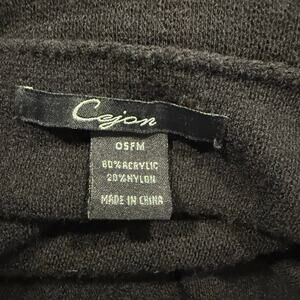 Cejon
OSFM
80% ACRYLIC
20% NYLON
MADE IN CHINA